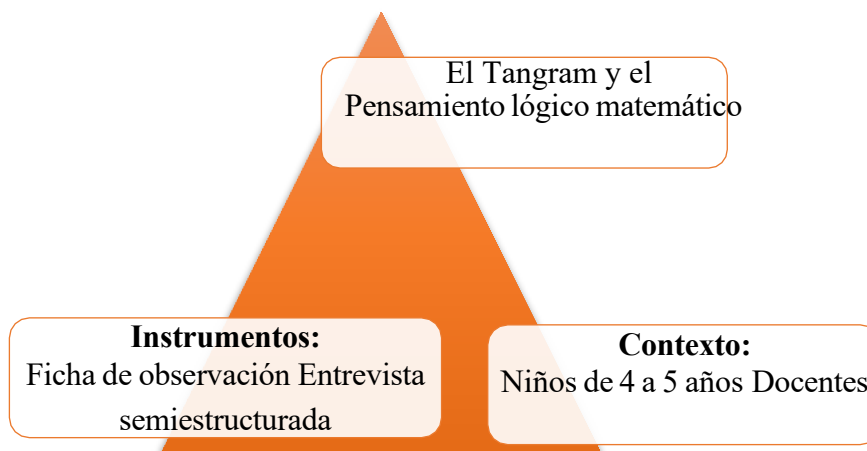 El Tangram y el
Pensamiento lógico matemático
Instrumentos:
Ficha de observación Entrevista
semiestructurada
Contexto:
Niños de 4 a 5 años Docentes